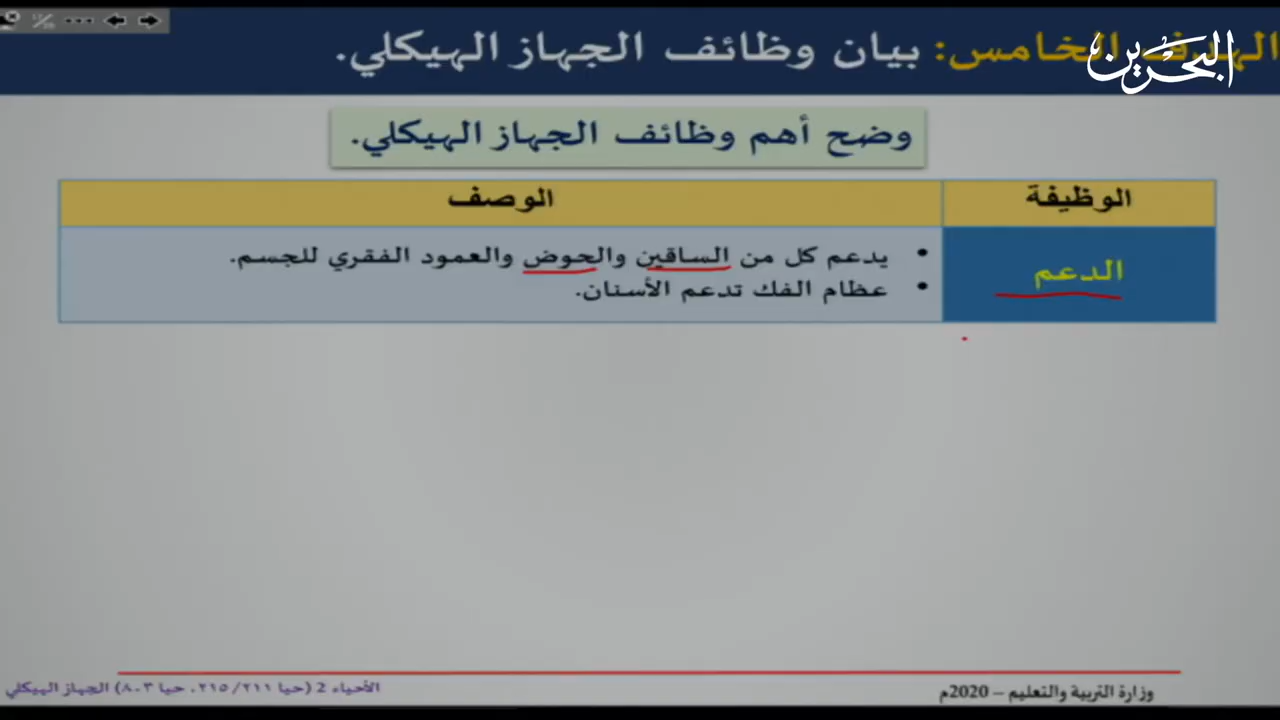 الهدف الخامس: بيان وظائف الجهاز الهيكلي.
البحرين
وضح أهم وظائف الجهاز الهيكلي.
الوظيفة
الوصف
الدعم
• يدعم كل من الساقين والحوض والعمود الفقري للجسم.
• عظام الفك تدعم الأسنان.
وزارة التربية والتعليم – 2020م
الأحياء 2 (حيا ٢١١/ ٢١٥، حيا ٨٠٣) الجهاز الهيكلي